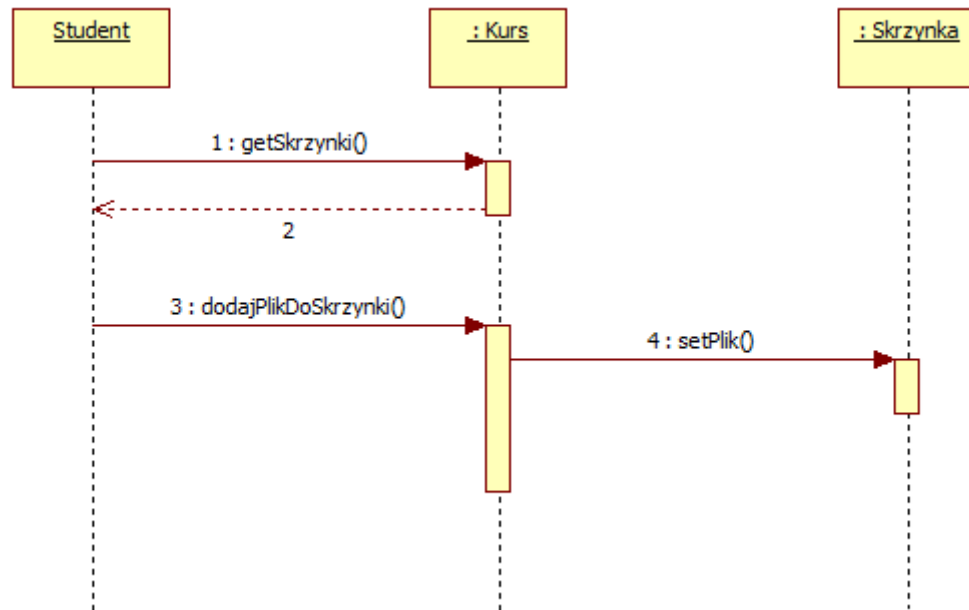 Student
: Kurs
: Skrzynka
1 : getSkrzynki()
2
3 : dodajPlikDoSkrzynki()
4 : setPlik()